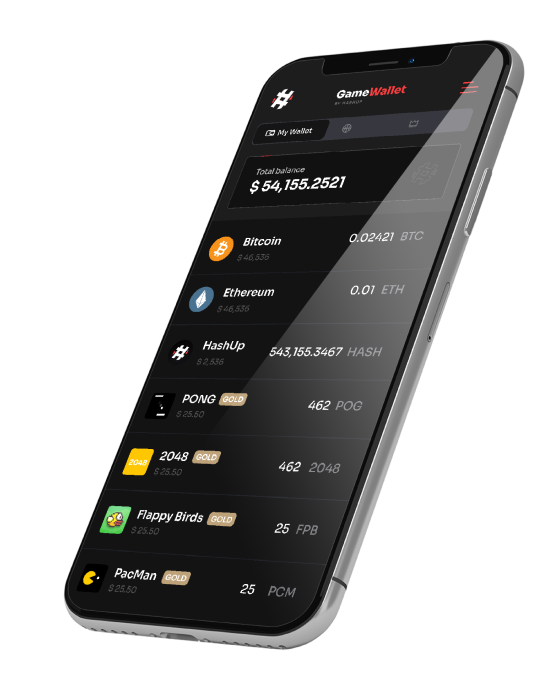 GameWallet
BY HASHUP
My Wallet
Total balance
$ 54,155.2521
Bitcoin 0.02421 BTC
$ 46,536
Ethereum 0.01 ETH
$ 46,536
HashUp 543,155.3467 HASH
$ 2,536
PONG GOLD 462 POG
$ 25.50
2048 2048 GOLD 462 2048
$ 25.50
Flappy Birds GOLD 25 FPB
$ 25.50
PacMan GOLD 25 PCM
$ 25.50